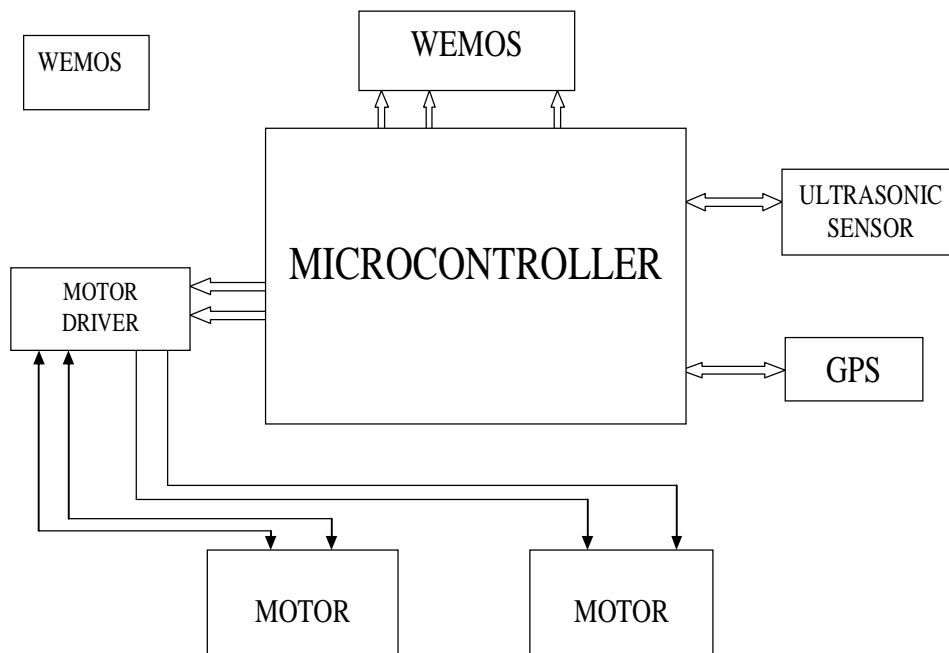 WEMOS
WEMOS
ULTRASONIC
SENSOR
MICROCONTROLLER
MOTOR
DRIVER
GPS
MOTOR
MOTOR